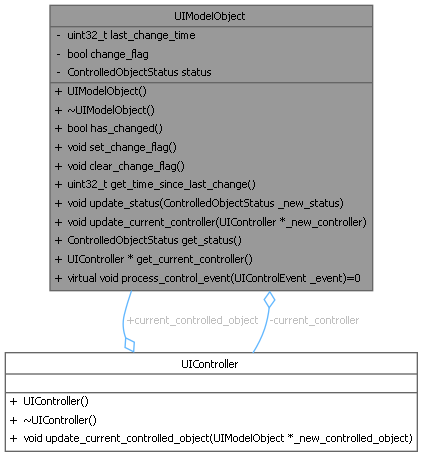 UIModelObject
- uint32_t last_change_time
- bool change_flag
- ControlledObjectStatus status
+ UIModelObject()
+ ~UIModelObject()
+ bool has_changed()
+ void set_change_flag()
+ void clear_change_flag()
+ uint32_t get_time_since_last_change()
+ void update_status(ControlledObjectStatus _new_status)
+ void update_current_controller(UIController *_new_controller)
+ ControlledObjectStatus get_status()
+ UIController * get_current_controller()
+ virtual void process_control_event(UIControlEvent _event)=0
+current_controlled_object
-current_controller
UIController
+ UIController()
+ ~UIController()
+ void update_current_controlled_object(UIModelObject *_new_controlled_object)